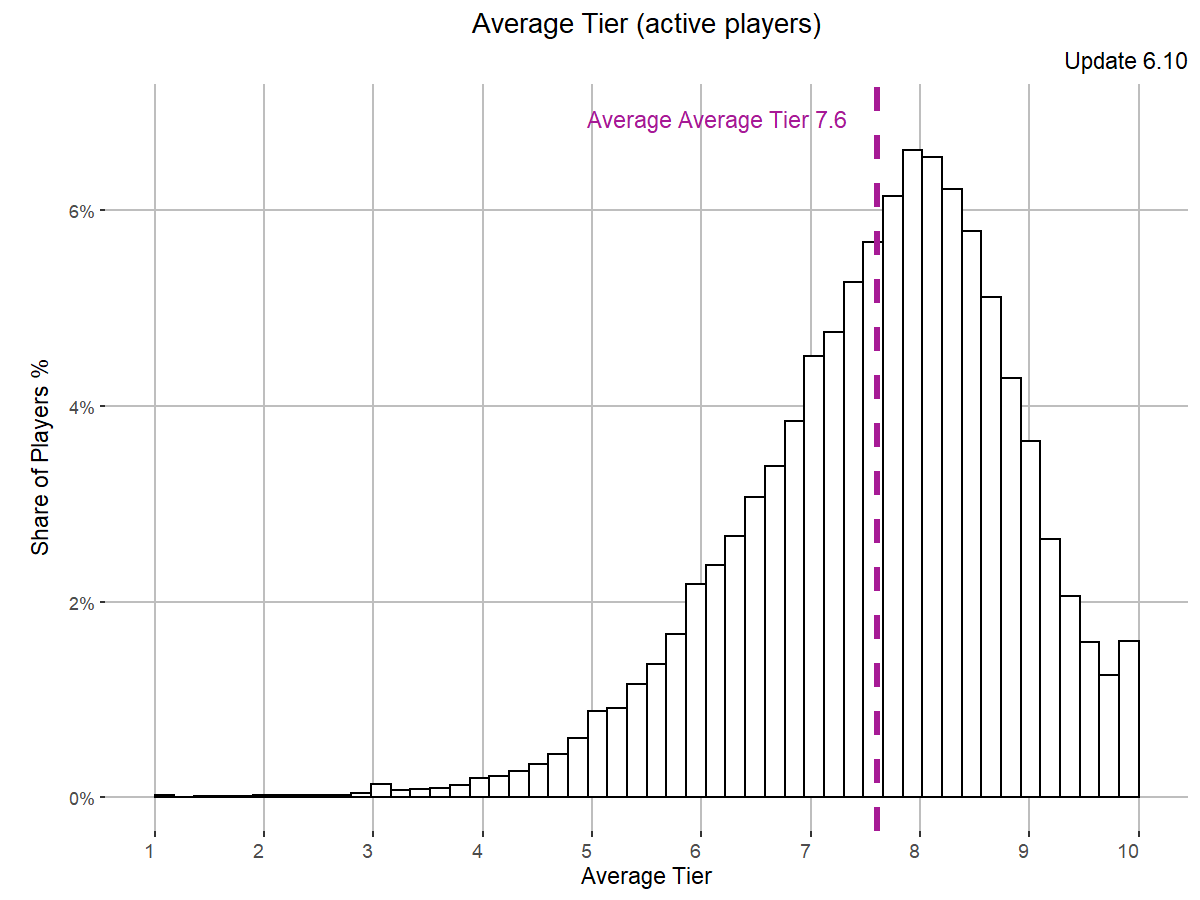 Average Tier (active players)
Update 6.10
Average Average Tier 7.6
Share of Players %
6%
4%
2%
0%
1 2 3 4 5 6 7 8 9 10
Average Tier